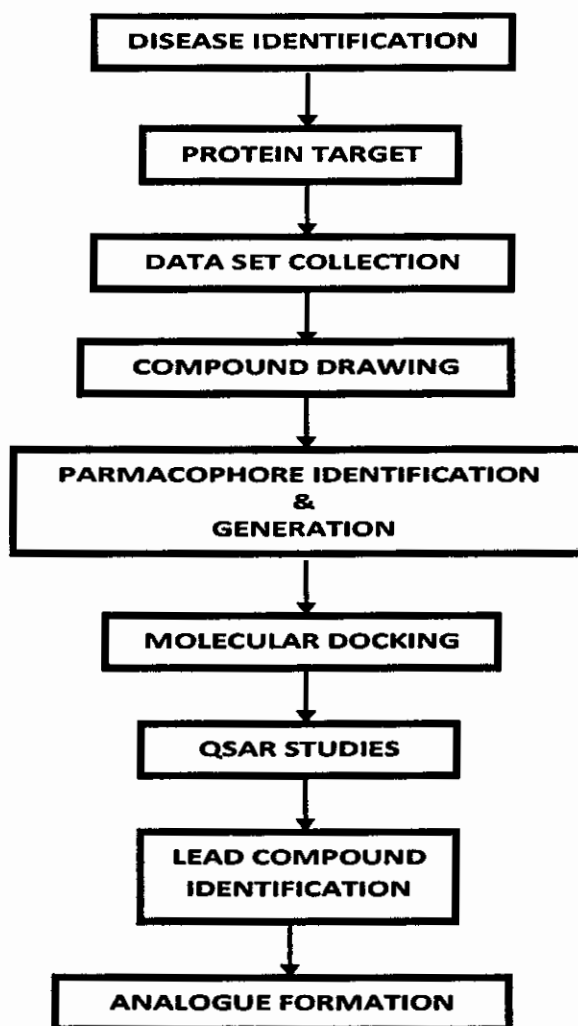 DISEASE IDENTIFICATION
PROTEIN TARGET
DATA SET COLLECTION
COMPOUND DRAWING
PARMACOPHORE IDENTIFICATION
&
GENERATION
MOLECULAR DOCKING
QSAR STUDIES
LEAD COMPOUND
IDENTIFICATION
ANALOGUE FORMATION